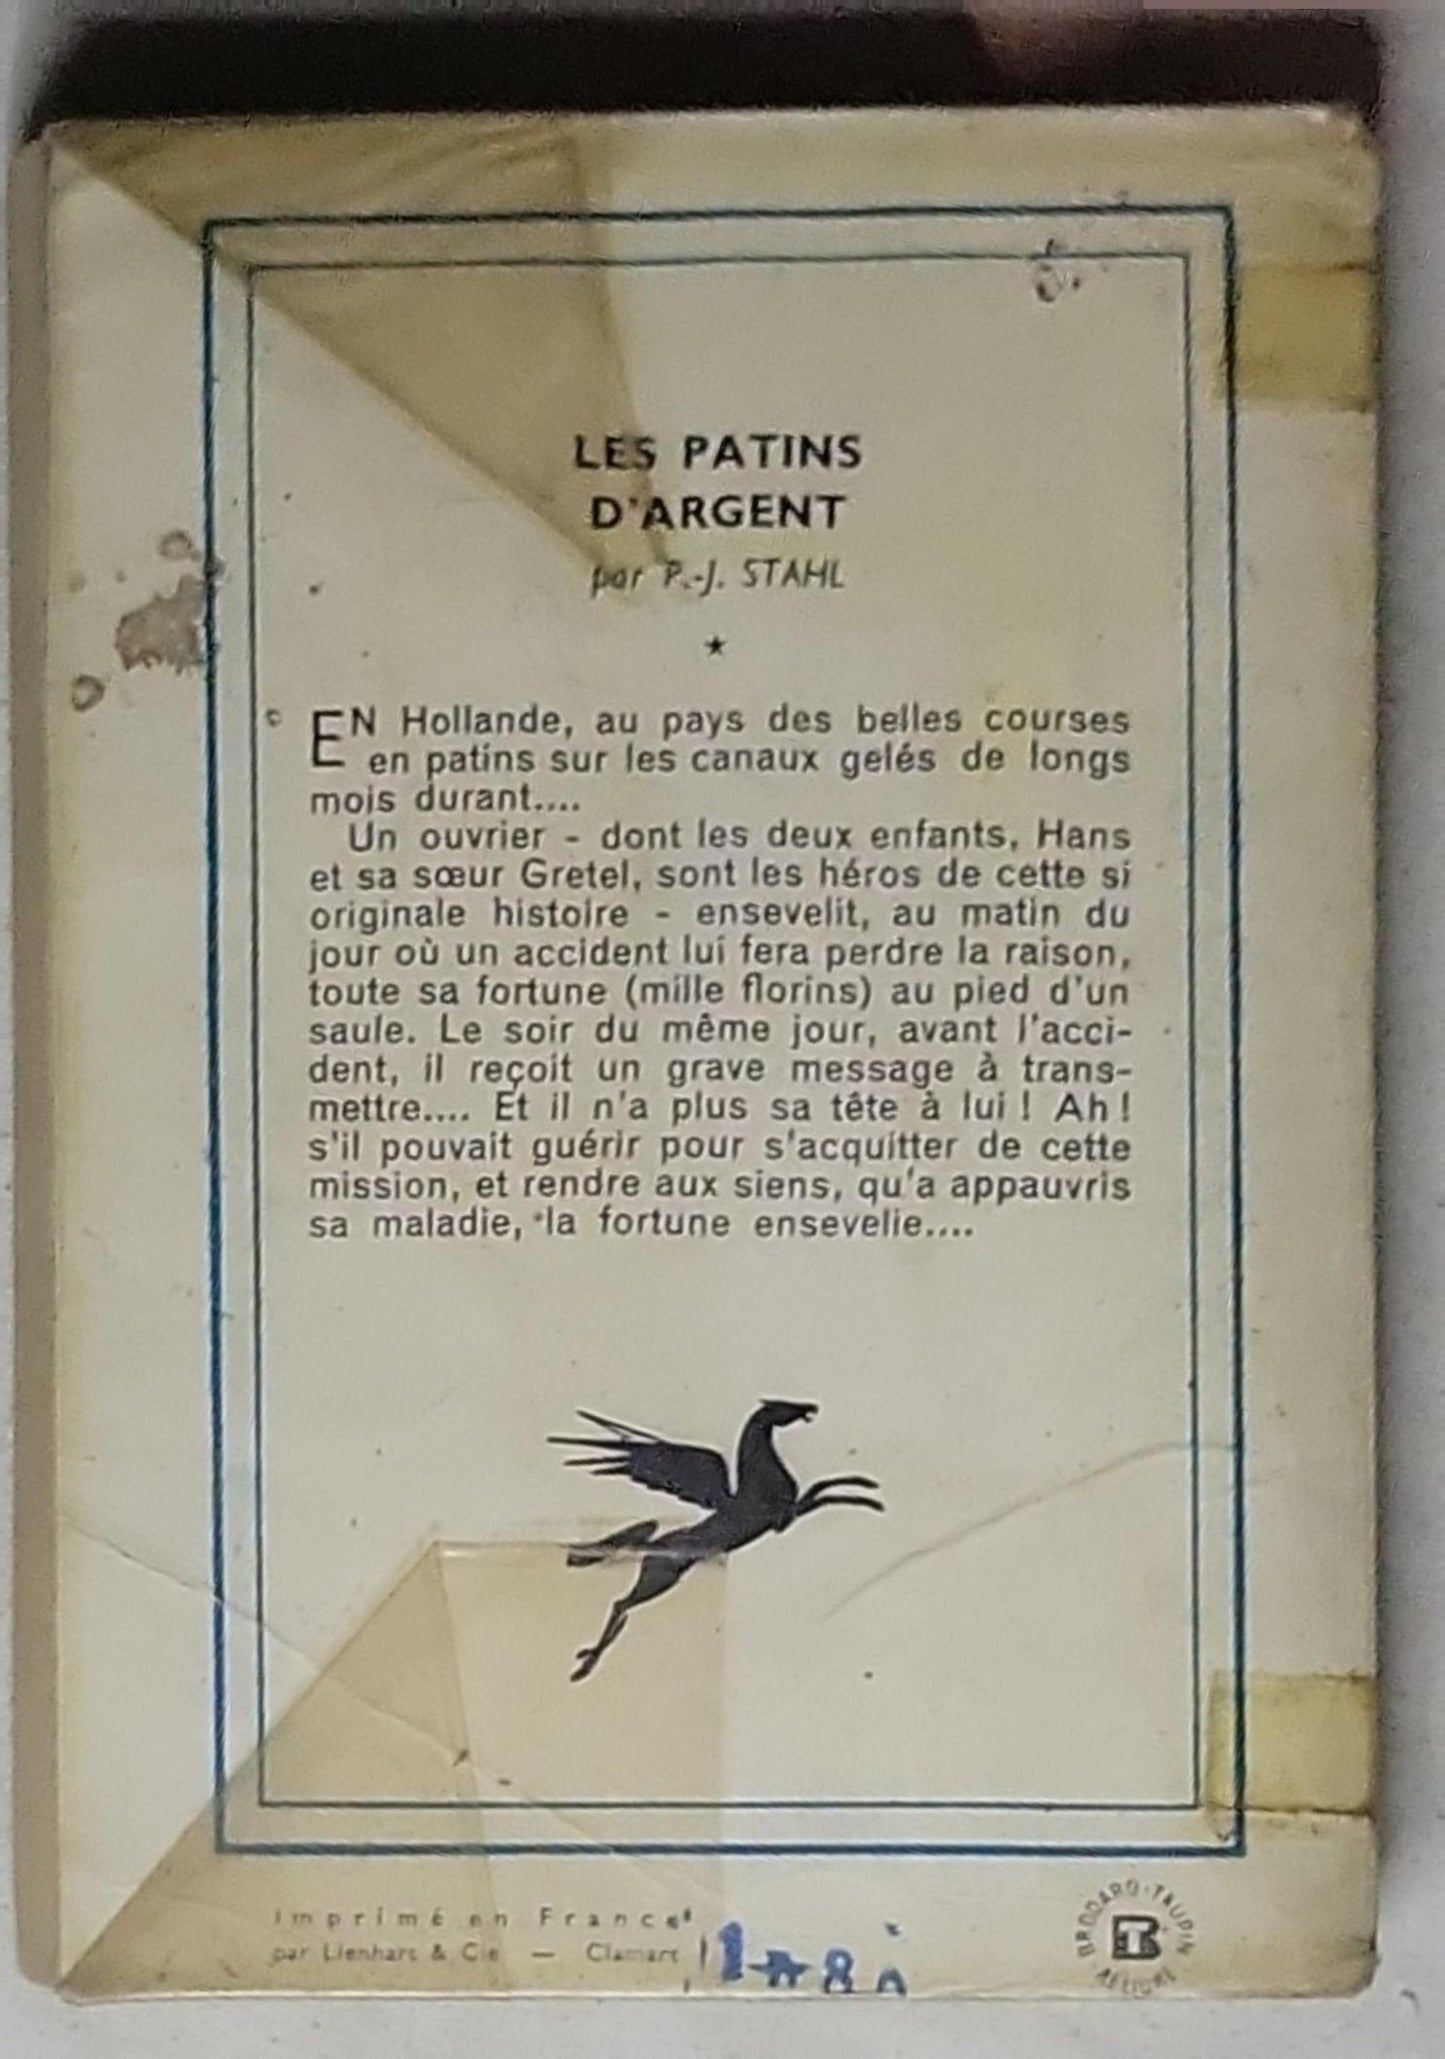 LES PATINS
D'ARGENT
par P.-J. STAHL
★
EN Hollande, au pays des belles courses
en patins sur les canaux gelés de longs
mois durant....
Un ouvrier - dont les deux enfants, Hans
et sa sœur Gretel, sont les héros de cette si
originale histoire - ensevelit, au matin du
jour où un accident lui fera perdre la raison,
toute sa fortune (mille florins) au pied d'un
saule. Le soir du même jour, avant l'acci-
dent, il reçoit un grave message à trans-
mettre.... Et il n'a plus sa tête à lui ! Ah !
s'il pouvait guérir pour s'acquitter de cette
mission, et rendre aux siens, qu'a appauvris
sa maladie, la fortune ensevelie....
Imprimé en France
par Lienhart & Cie — Clamart
BRODARD-TAUPIN
RELIURE